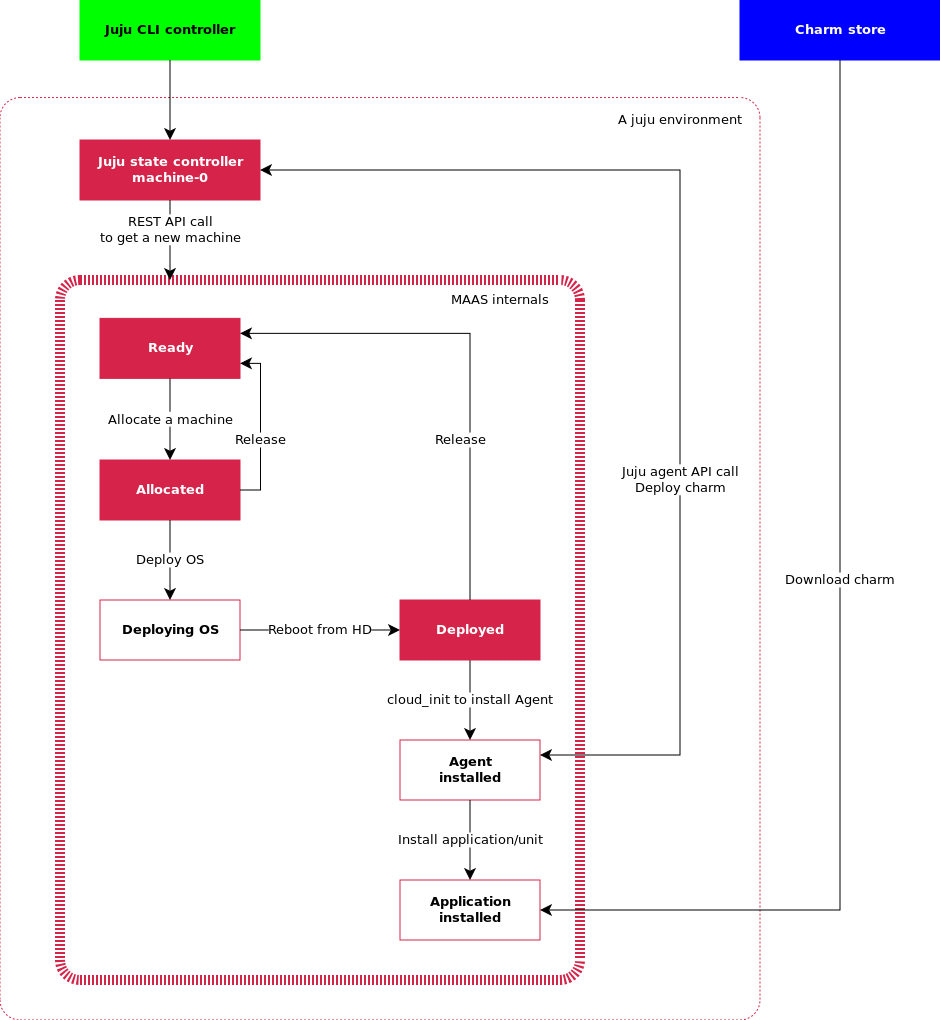 Juju CLI controller
Charm store
A juju environment
Juju state controller
machine-0
REST API call
to get a new machine
MAAS internals
Ready
Allocate a machine
Release
Release
Allocated
Juju agent API call
Deploy charm
Deploy OS
Download charm
Deploying OS
Reboot from HD
Deployed
cloud_init to install Agent
Agent
installed
Install application/unit
Application
installed